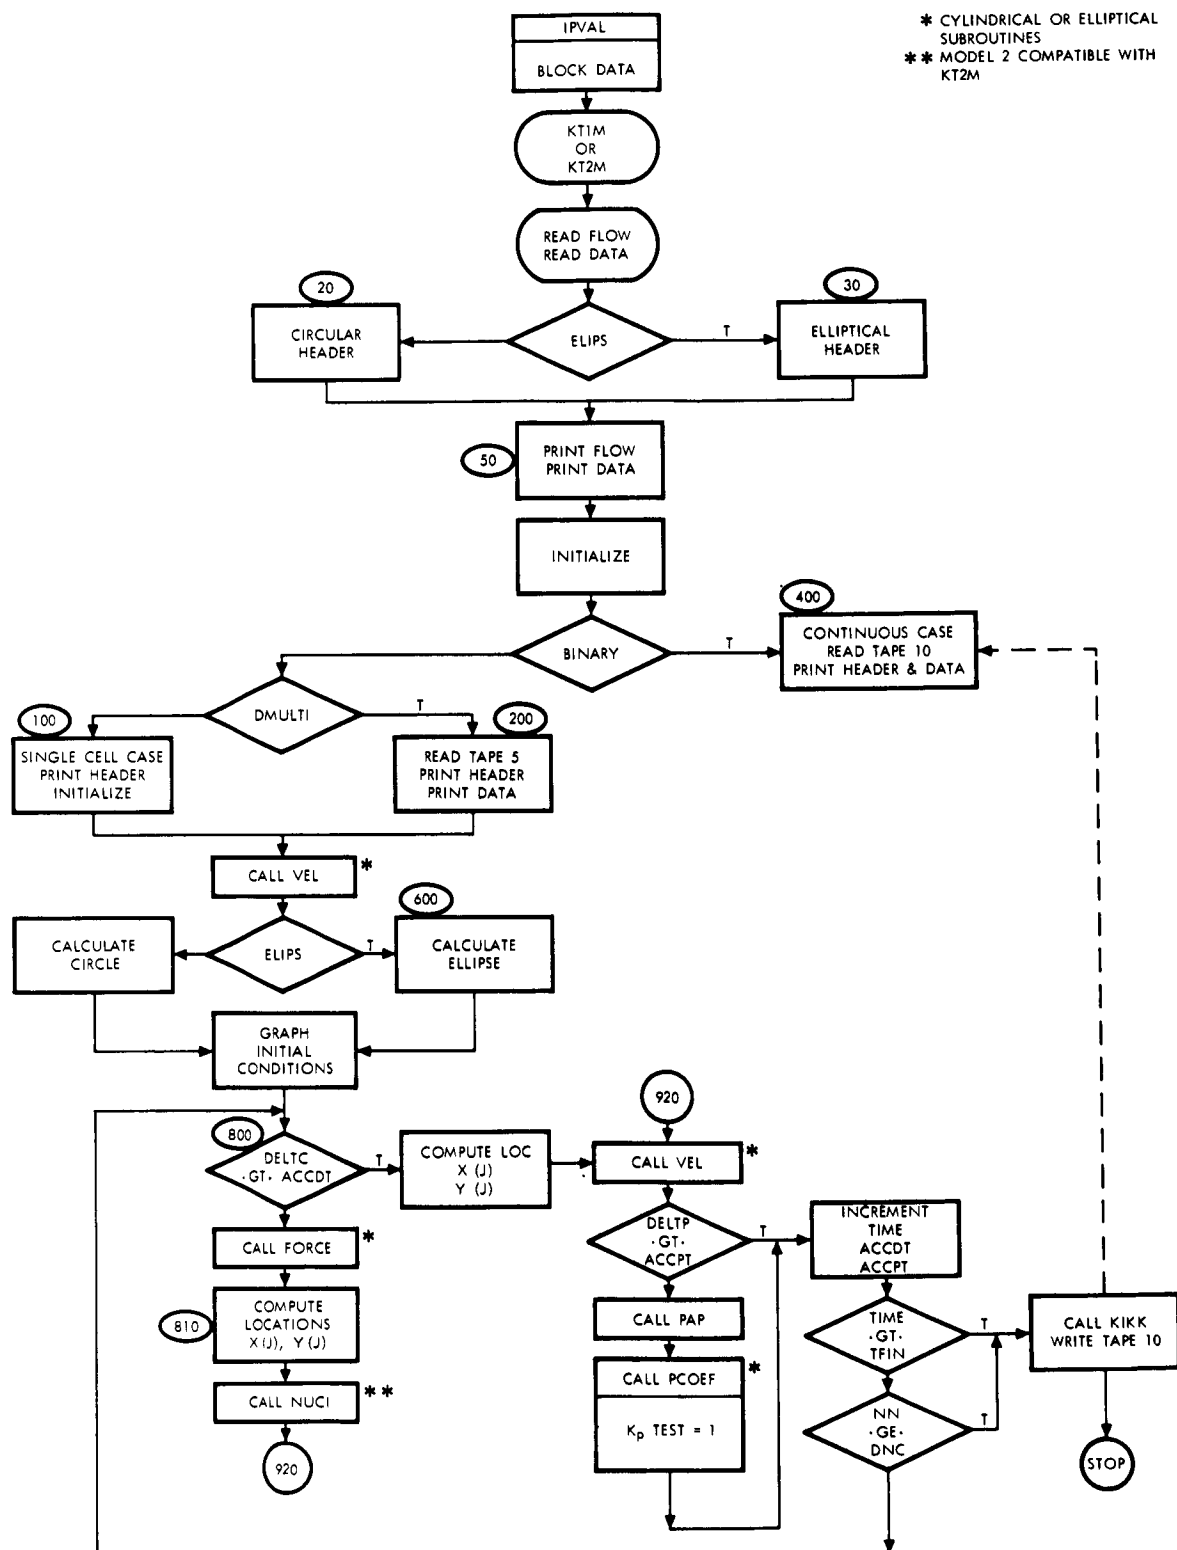 * CYLINDRICAL OR ELLIPTICAL
SUBROUTINES
** MODEL 2 COMPATIBLE WITH
KT2M
IPVAL
BLOCK DATA
KT1M
OR
KT2M
READ FLOW
READ DATA
20
CIRCULAR
HEADER
ELIPS
T
30
ELLIPTICAL
HEADER
50
PRINT FLOW
PRINT DATA
INITIALIZE
BINARY
T
400
CONTINUOUS CASE
READ TAPE 10
PRINT HEADER & DATA
DMULTI
T
100
SINGLE CELL CASE
PRINT HEADER
INITIALIZE
200
READ TAPE 5
PRINT HEADER
PRINT DATA
CALL VEL
*
CALCULATE
CIRCLE
ELIPS
T
600
CALCULATE
ELLIPSE
GRAPH
INITIAL
CONDITIONS
800
DELTC
.GT. ACCDT
T
COMPUTE LOC
X (J)
Y (J)
920
CALL VEL
*
CALL FORCE
*
810
COMPUTE
LOCATIONS
X(J), Y(J)
CALL NUCI
**
920
DELTP
.GT.
ACCPT
T
CALL PAP
CALL PCOEF
*
Kp TEST = 1
INCREMENT
TIME
ACCDT
ACCPT
TIME
.GT.
TFIN
T
NN
.GE.
DNC
T
CALL KIKK
WRITE TAPE 10
STOP